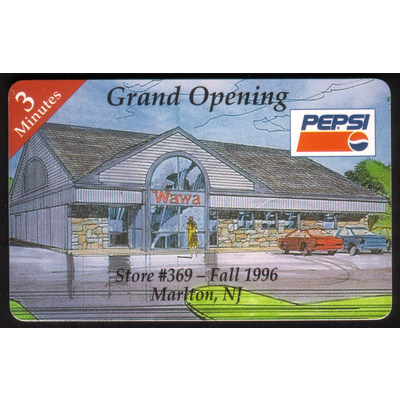 3
Minutes
Grand Opening
PEPSI
Wawa
Store #369 – Fall 1996
Marlton, NJ